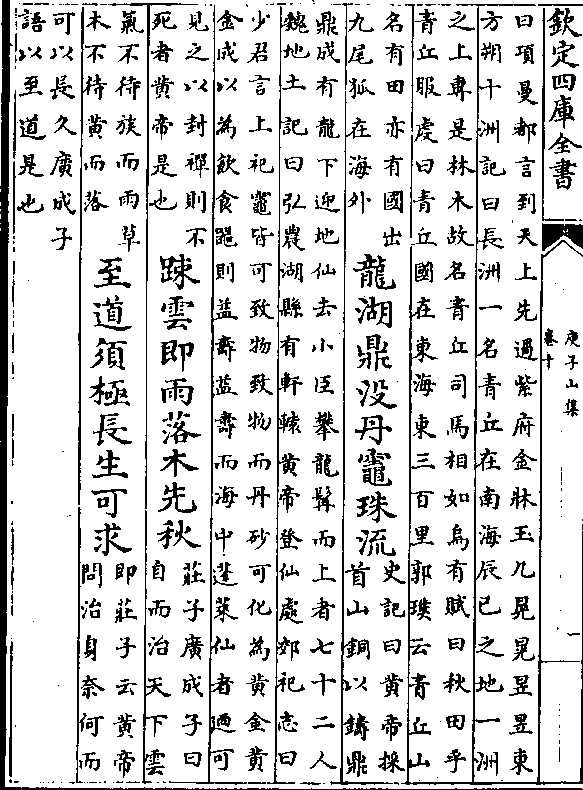 欽定四庫全書
庚子山集
卷十
一
曰項曼都言到天上先過紫府金牀玉几晃晃昱昱東
方朔十洲記曰長洲一名青丘在南海辰巳之地一洲
之上專是林木故名青丘司馬相如烏有賦曰秋田乎
青丘服虔曰青丘國在東海東三百里郭璞云青丘山
名有田亦有國出
九尾狐在海外
龍湖鼎没丹竈珠流
史記曰黄帝採
首山銅以鑄鼎
鼎成有龍下迎地仙去小臣攀龍髯而上者七十二人
魏地土記曰弘農湖縣有軒轅黄帝登仙處郊祀志曰
少君言上祀竈皆可致物致物而丹砂可化為黄金黄
金成以為飲食器則益壽益壽而海中蓬萊仙者迺可
見之以封禪則不
死者黄帝是也
踈雲即雨落木先秋
莊子廣成子曰
自而治天下雲
氣不待族而雨草
木不待黄而落
至道須極長生可求
即莊子云黄帝
問治身奈何而
可以長久廣成子
語以至道是也